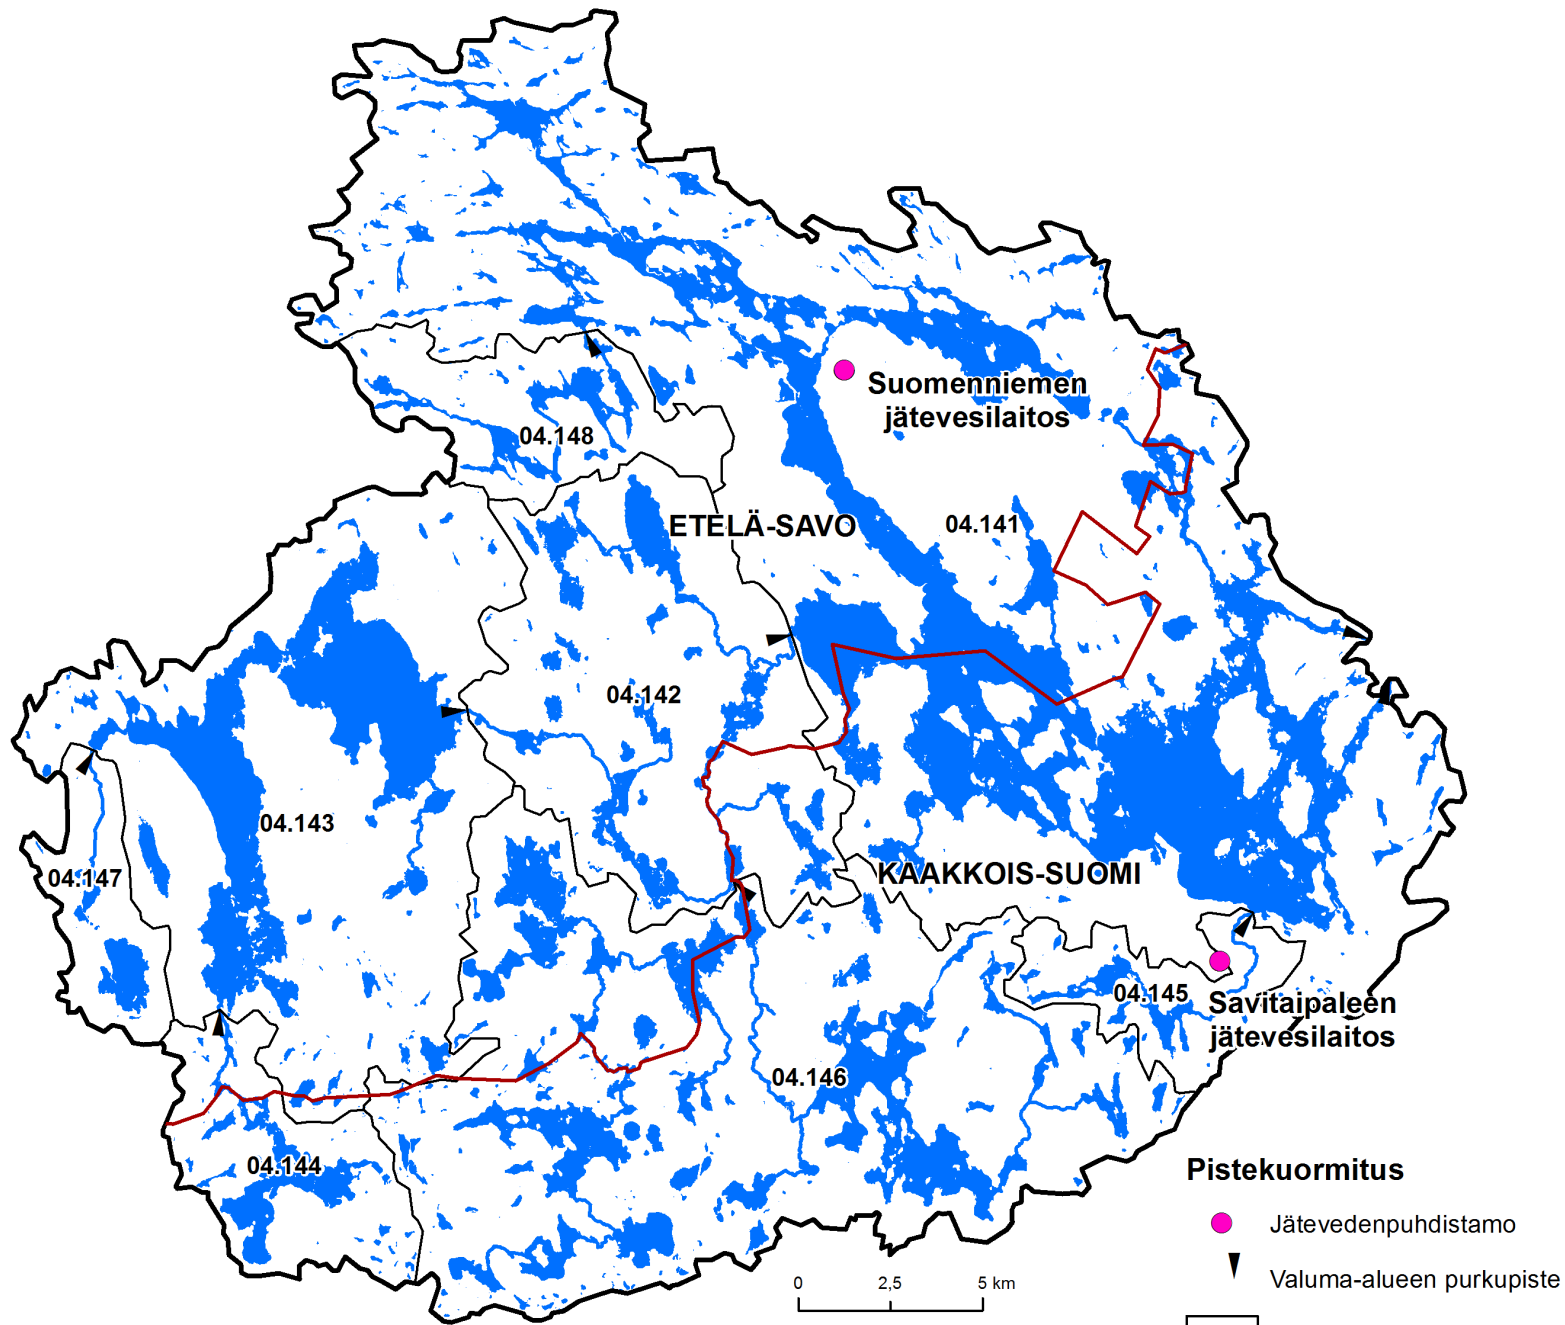 Suomenniemen
jätevesilaitos
04.148
ETELÄ-SAVO
04.141
04.142
04.143
04.147
KAAKKOIS-SUOMI
04.145
Savitaipaleen
jätevesilaitos
04.146
04.144
Pistekuormitus
Jätevedenpuhdistamo
Valuma-alueen purkupiste
0 2,5 5 km